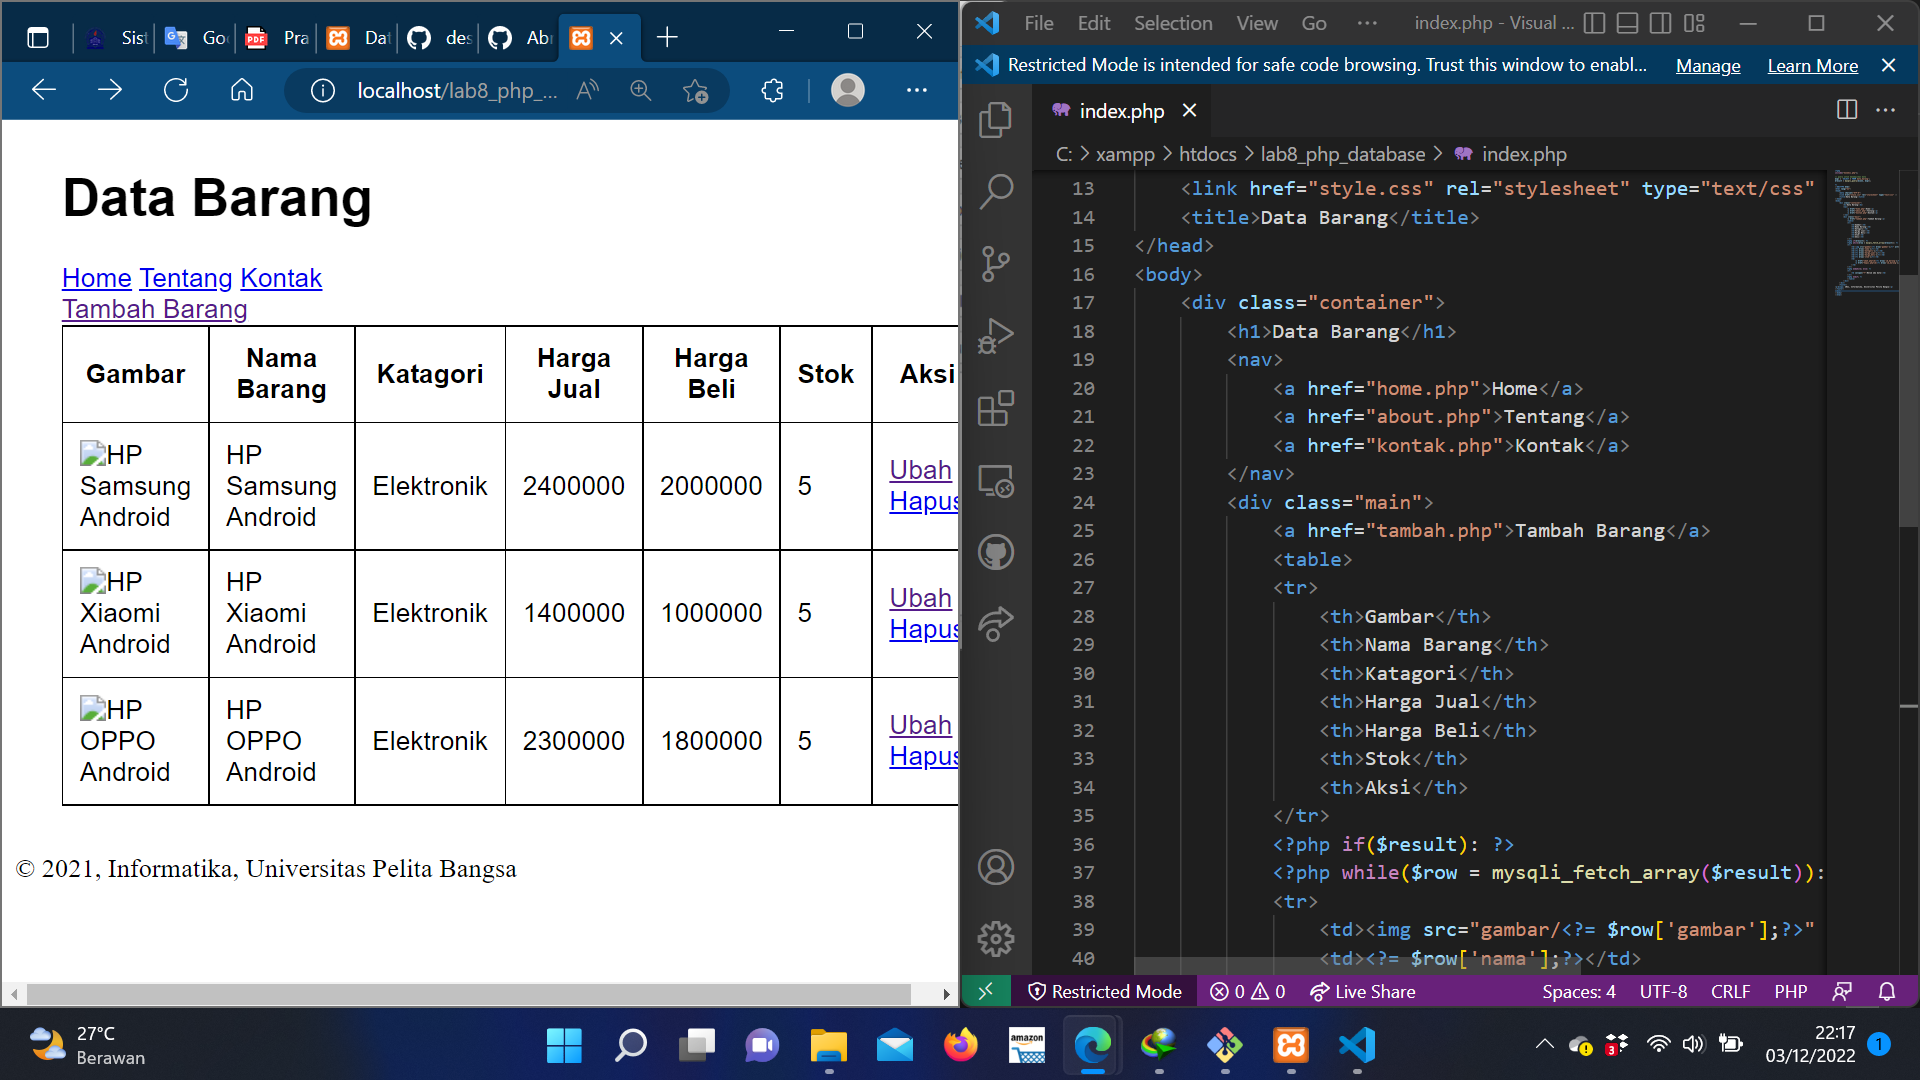 Sist
Go
Pra
Dat
des
Abr
localhost/lab8_php_...
Data Barang
Home Tentang Kontak
Tambah Barang
Gambar Nama Barang Katagori Harga Jual Harga Beli Stok Aksi
HP Samsung Android HP Samsung Android Elektronik 2400000 2000000 5 Ubah Hapus
HP Xiaomi Android HP Xiaomi Android Elektronik 1400000 1000000 5 Ubah Hapus
HP OPPO Android HP OPPO Android Elektronik 2300000 1800000 5 Ubah Hapus
© 2021, Informatika, Universitas Pelita Bangsa
File Edit Selection View Go ··· index.php - Visual ...
Restricted Mode is intended for safe code browsing. Trust this window to enabl... Manage Learn More
index.php
C: > xampp > htdocs > lab8_php_database > index.php
13 <link href="style.css" rel="stylesheet" type="text/css"
14 <title>Data Barang</title>
15 </head>
16 <body>
17 <div class="container">
18 <h1>Data Barang</h1>
19 <nav>
20 <a href="home.php">Home</a>
21 <a href="about.php">Tentang</a>
22 <a href="kontak.php">Kontak</a>
23 </nav>
24 <div class="main">
25 <a href="tambah.php">Tambah Barang</a>
26 <table>
27 <tr>
28 <th>Gambar</th>
29 <th>Nama Barang</th>
30 <th>Katagori</th>
31 <th>Harga Jual</th>
32 <th>Harga Beli</th>
33 <th>Stok</th>
34 <th>Aksi</th>
35 </tr>
36 <?php if($result): ?>
37 <?php while($row = mysqli_fetch_array($result)):
38 <tr>
39 <td><img src="gambar/<?= $row['gambar'];?>"
40 <td><?= $row['nama'];?></td>
Restricted Mode 0 0 Live Share Spaces: 4 UTF-8 CRLF PHP
27°C
Berawan
amazon
3
22:17
03/12/2022
1